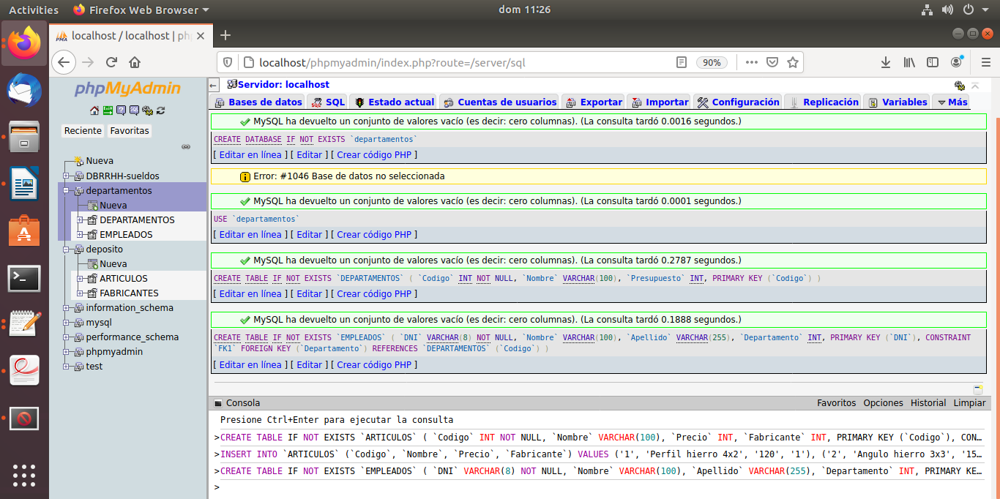 Activities Firefox Web Browser dom 11:26
localhost / localhost | ph
localhost/phpmyadmin/index.php?route=/server/sql 90%
phpMyAdmin
Reciente Favoritas
Nueva
DBRRHH-sueldos
departamentos
Nueva
DEPARTAMENTOS
EMPLEADOS
deposito
Nueva
ARTICULOS
FABRICANTES
information_schema
mysql
performance_schema
phpmyadmin
test
Servidor: localhost
Bases de datos SQL Estado actual Cuentas de usuarios Exportar Importar Configuración Replicación Variables Más
MySQL ha devuelto un conjunto de valores vacío (es decir: cero columnas). (La consulta tardó 0.0016 segundos.)
CREATE DATABASE IF NOT EXISTS `departamentos`
[ Editar en línea ] [ Editar ] [ Crear código PHP ]
Error: #1046 Base de datos no seleccionada
MySQL ha devuelto un conjunto de valores vacío (es decir: cero columnas). (La consulta tardó 0.0001 segundos.)
USE `departamentos`
[ Editar en línea ] [ Editar ] [ Crear código PHP ]
MySQL ha devuelto un conjunto de valores vacío (es decir: cero columnas). (La consulta tardó 0.2787 segundos.)
CREATE TABLE IF NOT EXISTS `DEPARTAMENTOS` ( `Codigo` INT NOT NULL, `Nombre` VARCHAR(100), `Presupuesto` INT, PRIMARY KEY (`Codigo`) )
[ Editar en línea ] [ Editar ] [ Crear código PHP ]
MySQL ha devuelto un conjunto de valores vacío (es decir: cero columnas). (La consulta tardó 0.1888 segundos.)
CREATE TABLE IF NOT EXISTS `EMPLEADOS` ( `DNI` VARCHAR(8) NOT NULL, `Nombre` VARCHAR(100), `Apellido` VARCHAR(255), `Departamento` INT, PRIMARY KEY (`DNI`), CONSTRAINT
`FK1` FOREIGN KEY (`Departamento`) REFERENCES `DEPARTAMENTOS` (`Codigo`) )
[ Editar en línea ] [ Editar ] [ Crear código PHP ]
Consola Favoritos Opciones Historial Limpiar
Presione Ctrl+Enter para ejecutar la consulta
>CREATE TABLE IF NOT EXISTS `ARTICULOS` ( `Codigo` INT NOT NULL, `Nombre` VARCHAR(100), `Precio` INT, `Fabricante` INT, PRIMARY KEY (`Codigo`), CON…
>INSERT INTO `ARTICULOS` (`Codigo`, `Nombre`, `Precio`, `Fabricante`) VALUES ('1', 'Perfil hierro 4x2', '120', '1'), ('2', 'Angulo hierro 3x3', '15…
>CREATE TABLE IF NOT EXISTS `EMPLEADOS` ( `DNI` VARCHAR(8) NOT NULL, `Nombre` VARCHAR(100), `Apellido` VARCHAR(255), `Departamento` INT, PRIMARY KE…
>